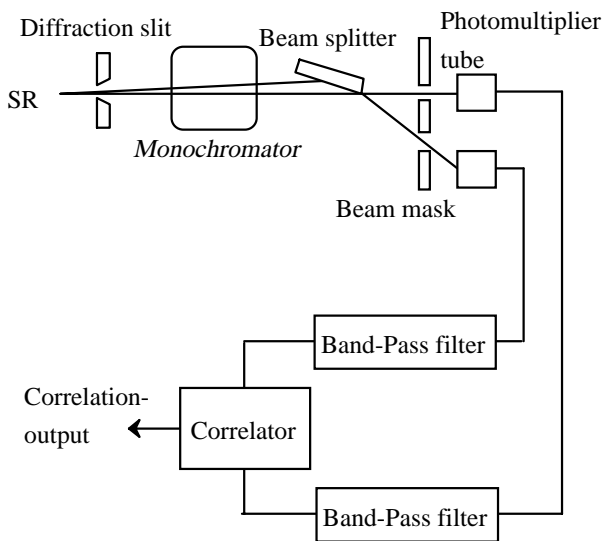 Diffraction slit
Beam splitter
Photomultiplier
tube
SR
Monochromator
Beam mask
Band-Pass filter
Correlation-
output
Correlator
Band-Pass filter